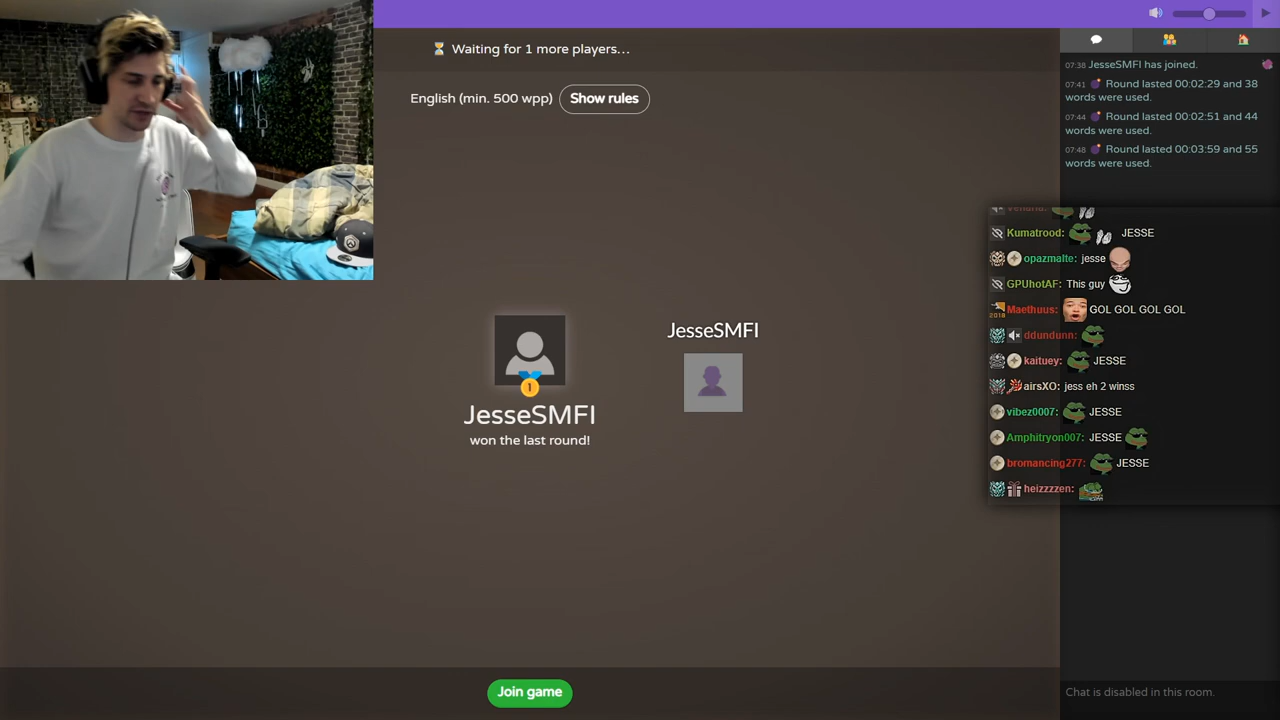 ⏳ Waiting for 1 more players…
English (min. 500 wpp) Show rules
JesseSMFI
1
JesseSMFI
won the last round!
Join game
07:38 JesseSMFI has joined.
07:41 Round lasted 00:02:29 and 38
words were used.
07:44 Round lasted 00:02:51 and 44
words were used.
07:48 Round lasted 00:03:59 and 55
words were used.
Kumatrood: JESSE
opazmalte: jesse
GPUhotAF: This guy
Maethuus: GOL GOL GOL GOL
ddundunn:
kaituey: JESSE
airsXO: jess eh 2 winss
vibez0007: JESSE
Amphitryon007: JESSE
bromancing277: JESSE
heizzzzen:
Chat is disabled in this room.